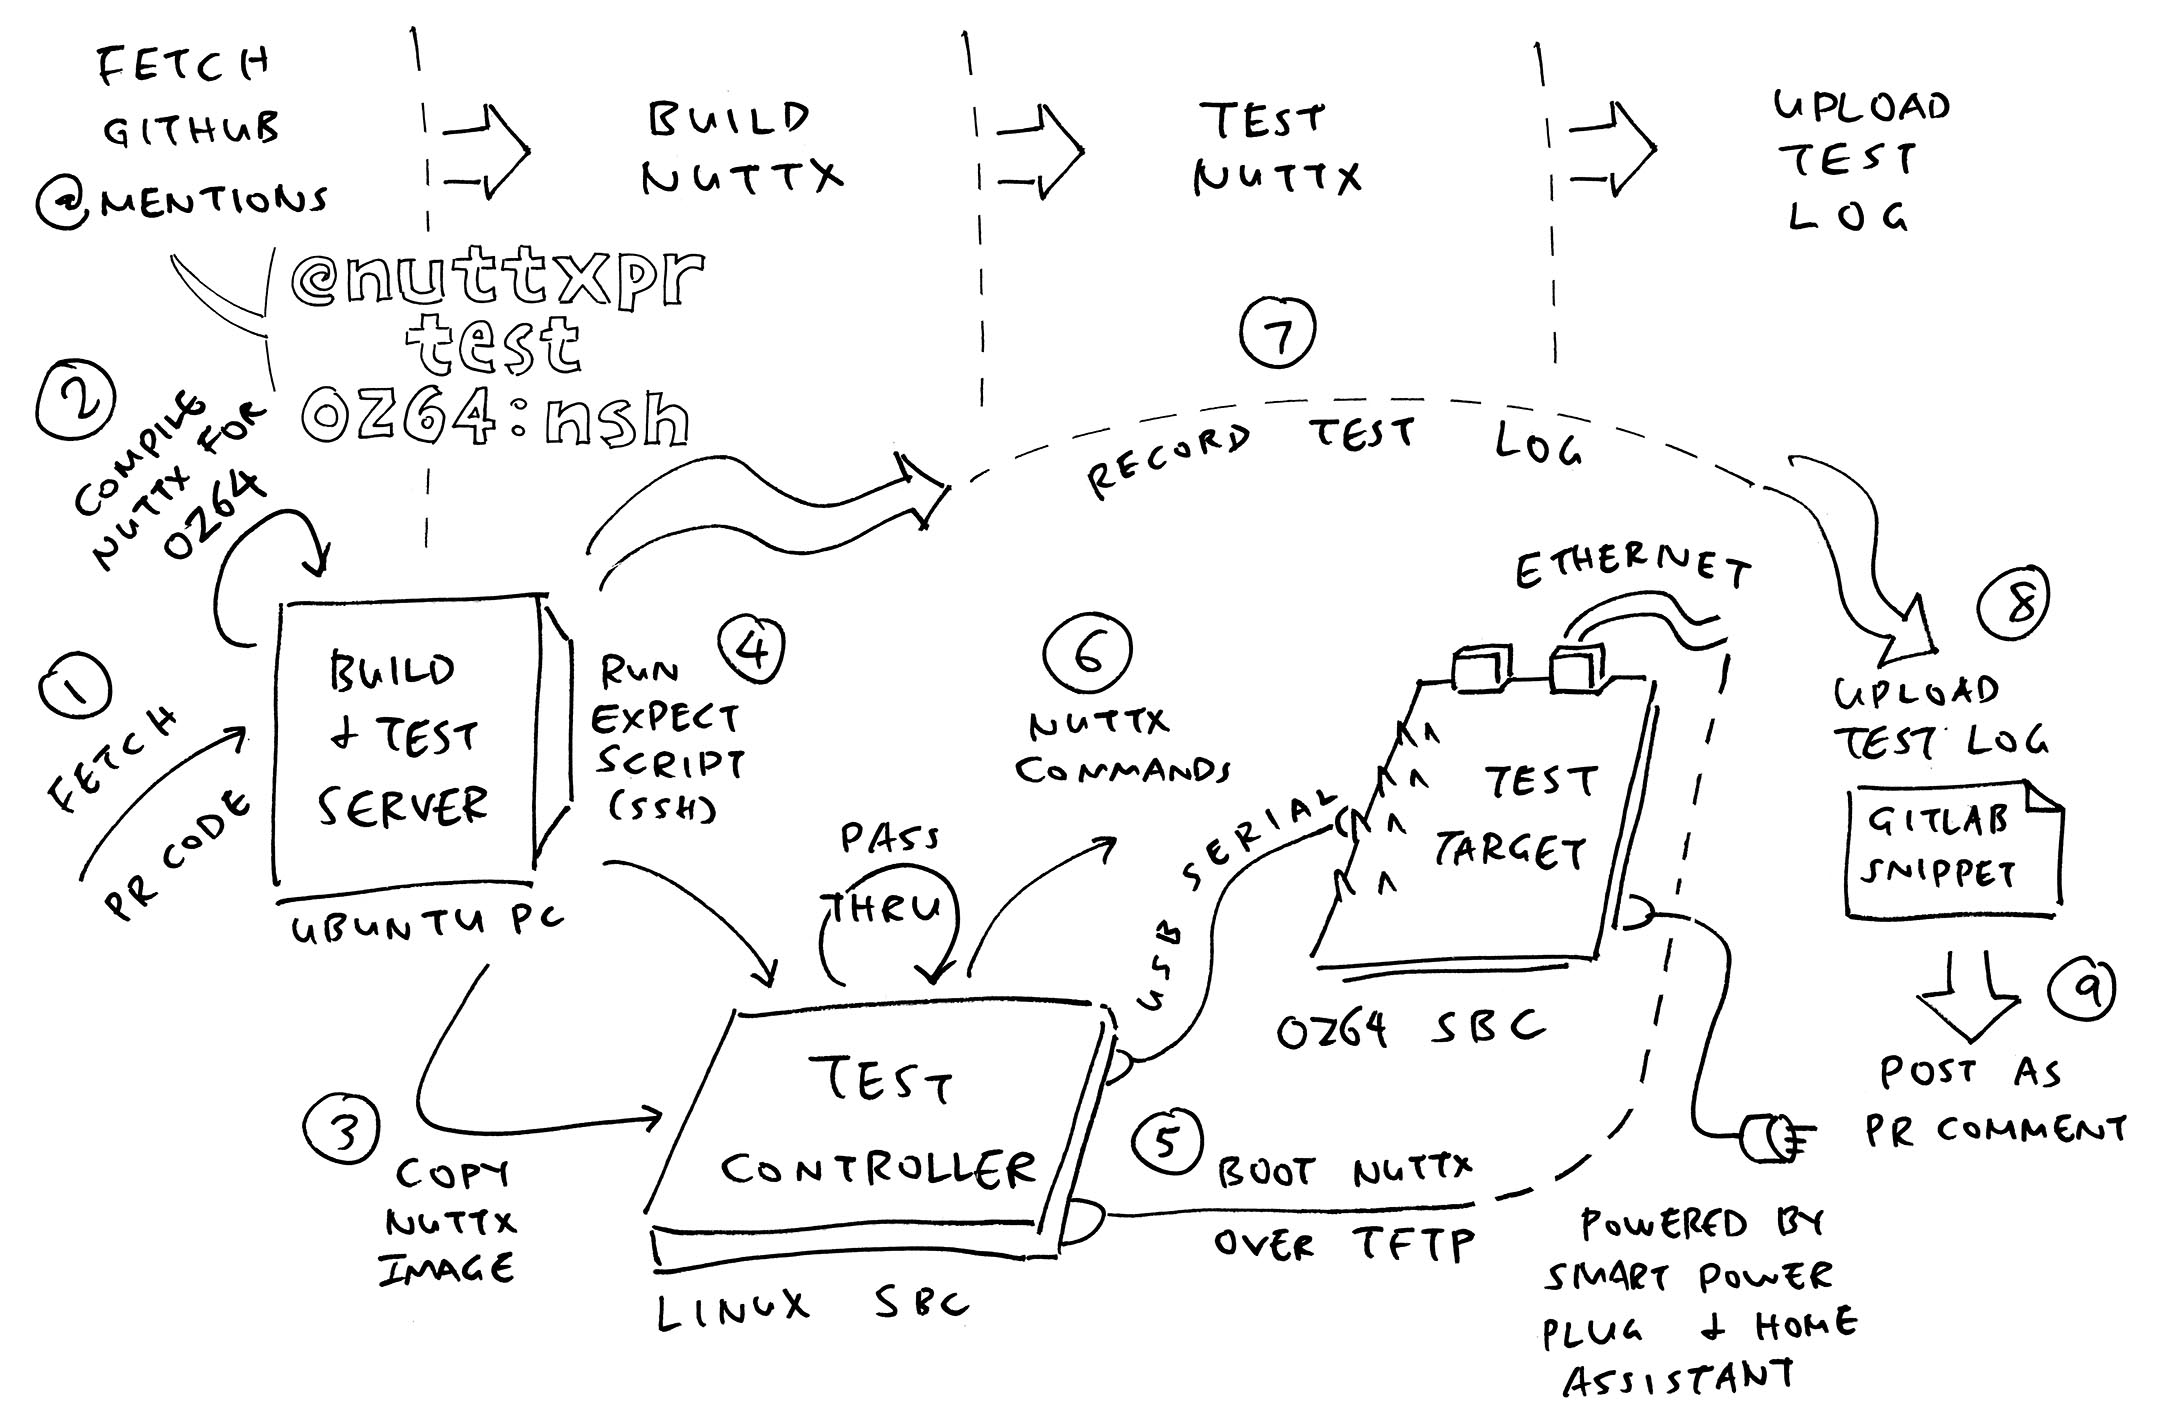 FETCH
GITHUB
@MENTIONS
BUILD
NUTTX
TEST
NUTTX
UPLOAD
TEST
LOG
@nuttxpr
test
oz64:nsh
2
COMPILE
NUTTX FOR
OZ64
1
FETCH
PR CODE
BUILD
& TEST
SERVER
UBUNTU PC
4
RUN
EXPECT
SCRIPT
(SSH)
3
COPY
NUTTX
IMAGE
PASS
THRU
TEST
CONTROLLER
LINUX SBC
6
NUTTX
COMMANDS
USB SERIAL
7
RECORD TEST LOG
ETHERNET
TEST
TARGET
OZ64 SBC
5
BOOT NUTTX
OVER TFTP
POWERED BY
SMART POWER
PLUG & HOME
ASSISTANT
8
UPLOAD
TEST LOG
GITLAB
SNIPPET
9
POST AS
PR COMMENT